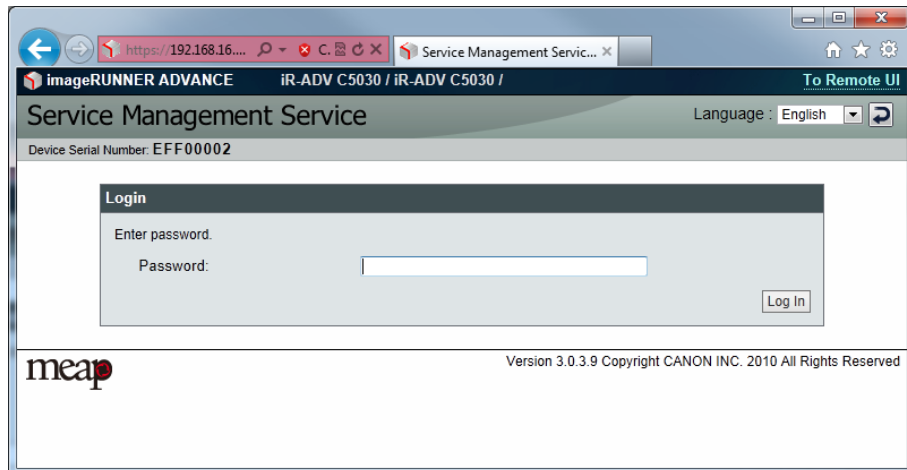 https://192.168.16.... C. Service Management Servic...
imageRUNNER ADVANCE iR-ADV C5030 / iR-ADV C5030 / To Remote UI
Service Management Service Language : English
Device Serial Number: EFF00002
Login
Enter password.
Password:
Log In
meap Version 3.0.3.9 Copyright CANON INC. 2010 All Rights Reserved